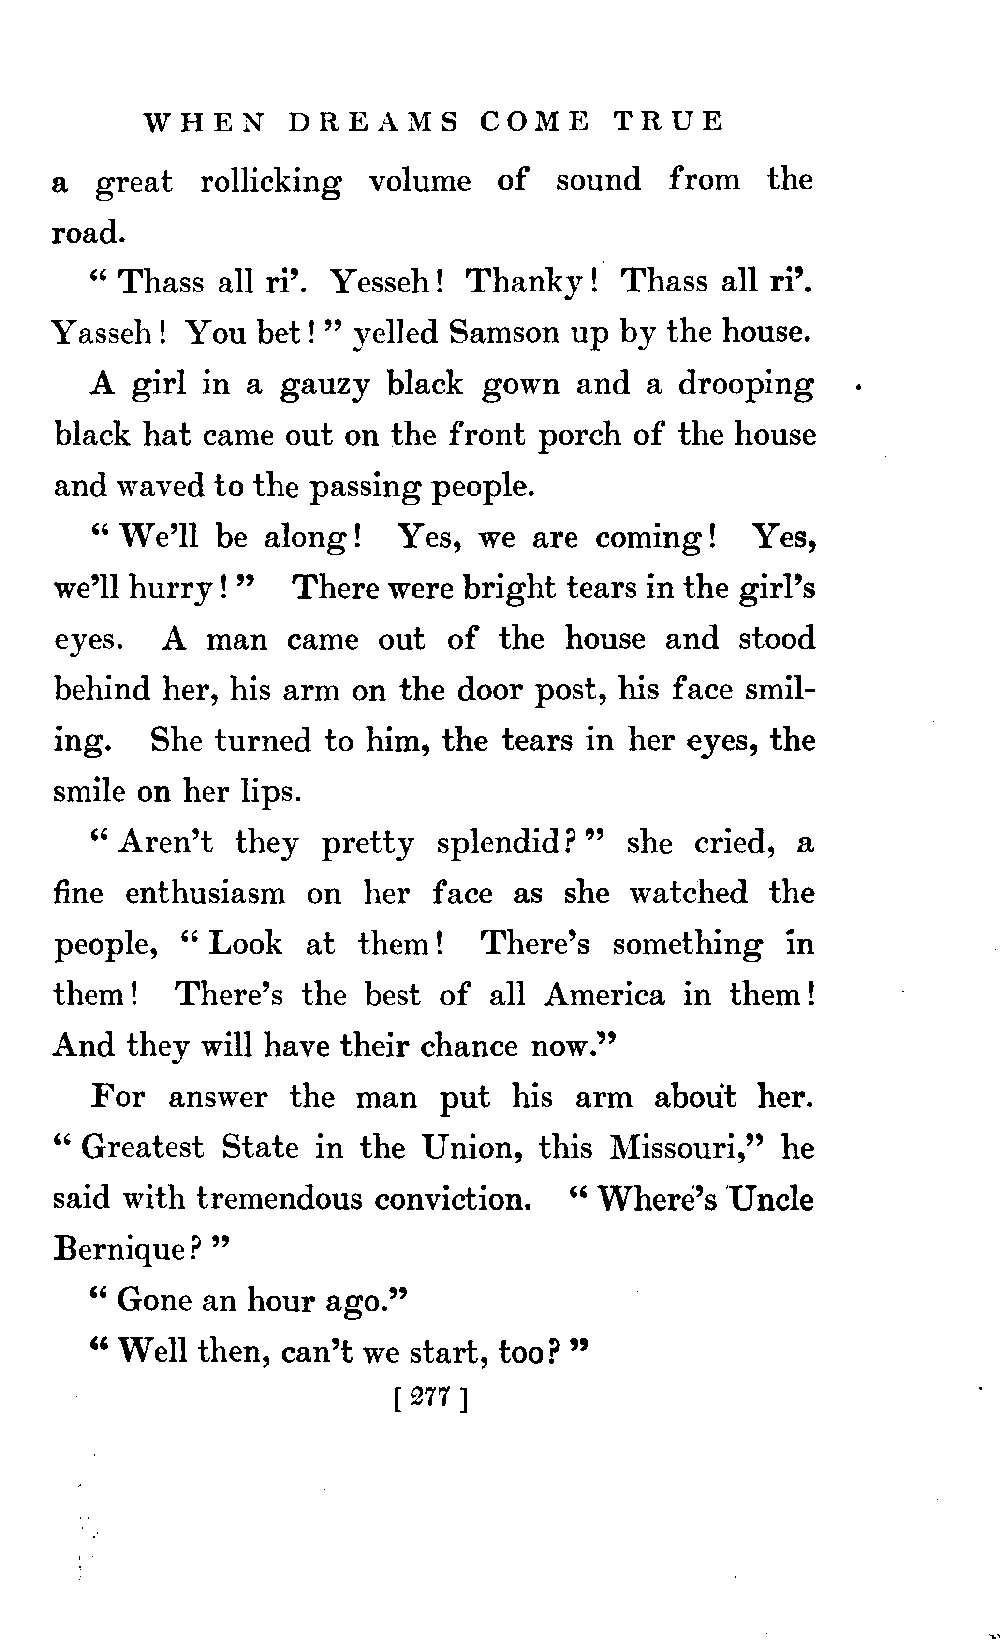 WHEN DREAMS COME TRUE
a great rollicking volume of sound from the
road.
“ Thass all ri’. Yesseh! Thanky! Thass all ri’.
Yasseh! You bet!” yelled Samson up by the house.
A girl in a gauzy black gown and a drooping
black hat came out on the front porch of the house
and waved to the passing people.
“ We’ll be along! Yes, we are coming! Yes,
we’ll hurry!” There were bright tears in the girl’s
eyes. A man came out of the house and stood
behind her, his arm on the door post, his face smil-
ing. She turned to him, the tears in her eyes, the
smile on her lips.
“ Aren’t they pretty splendid?” she cried, a
fine enthusiasm on her face as she watched the
people, “ Look at them! There’s something in
them! There’s the best of all America in them!
And they will have their chance now.”
For answer the man put his arm about her.
“ Greatest State in the Union, this Missouri,” he
said with tremendous conviction. “ Where’s Uncle
Bernique?”
“ Gone an hour ago.”
“ Well then, can’t we start, too?”
[ 277 ]